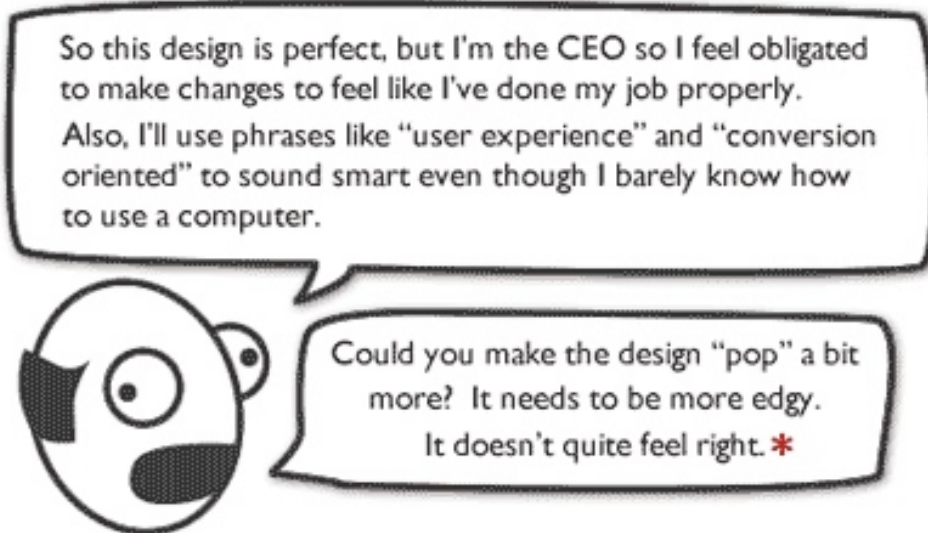 So this design is perfect, but I'm the CEO so I feel obligated
to make changes to feel like I've done my job properly.
Also, I'll use phrases like “user experience” and “conversion
oriented” to sound smart even though I barely know how
to use a computer.
Could you make the design “pop” a bit
more? It needs to be more edgy.
It doesn't quite feel right.*